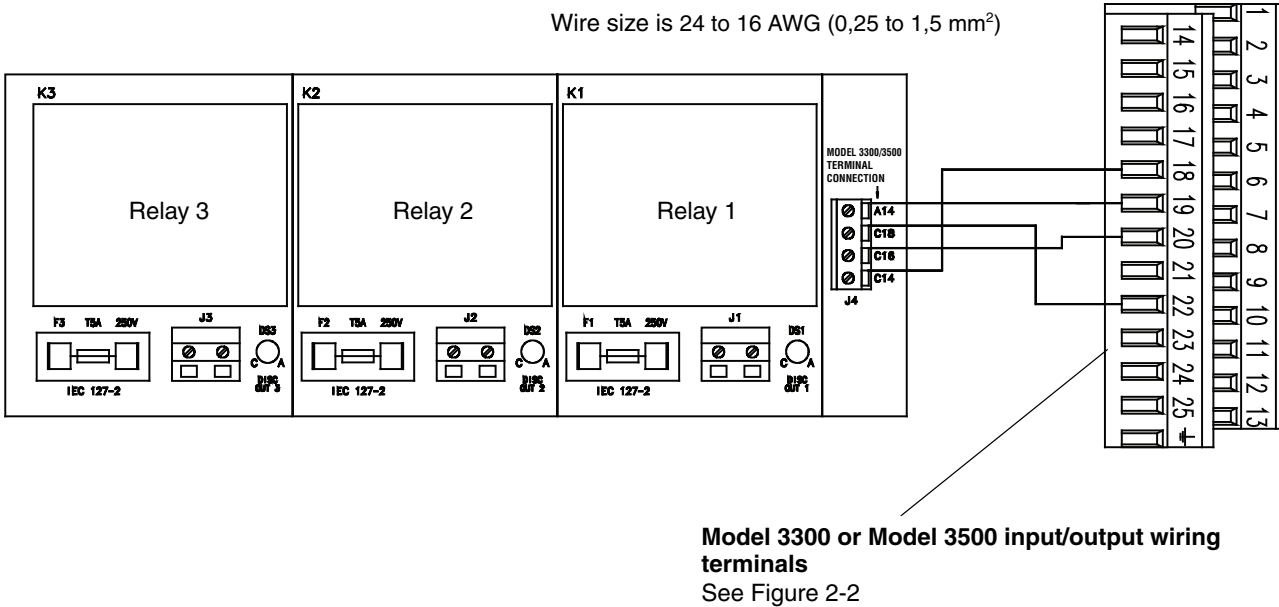 Wire size is 24 to 16 AWG (0,25 to 1,5 mm²)
K3
K2
K1
Relay 3
Relay 2
Relay 1
MODEL 3300/3500
TERMINAL
CONNECTION
A14
C18
C16
C14
J4
F3 T5A 250V
IEC 127-2
J3
DS3
C A
DISC
OUT 3
F2 T5A 250V
IEC 127-2
J2
DS2
C A
DISC
OUT 2
F1 T5A 250V
IEC 127-2
J1
DS1
C A
DISC
OUT 1
14
15
16
17
18
19
20
21
22
23
24
25
1
2
3
4
5
6
7
8
9
10
11
12
13
Model 3300 or Model 3500 input/output wiring
terminals
See Figure 2-2